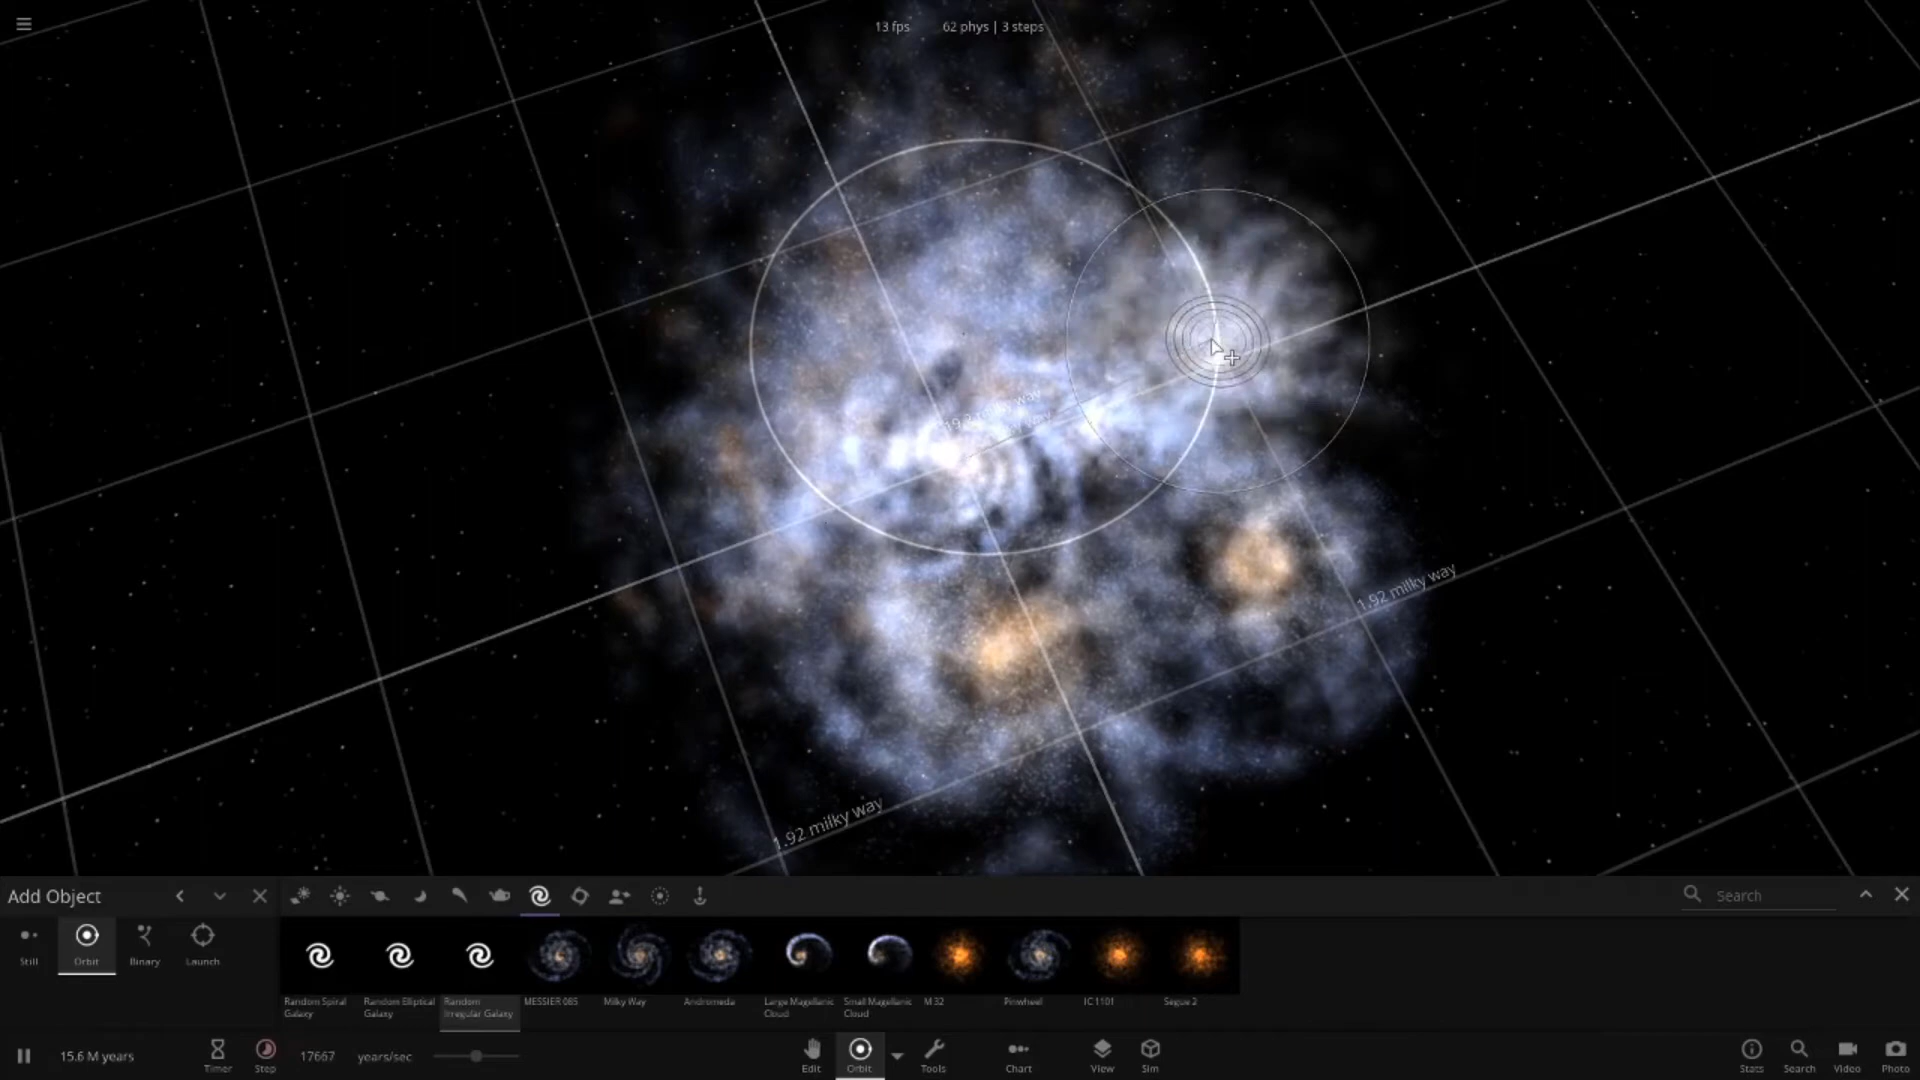 13 fps 62 phys | 3 steps
1.92 milky way
1.92 milky way
Add Object
Search
Still Orbit Binary Launch
Random Spiral Galaxy
Random Elliptical Galaxy
Random Irregular Galaxy
MESSIER 085
Milky Way
Andromeda
Large Magellanic Cloud
Small Magellanic Cloud
M 32
Pinwheel
IC 1101
Segue 2
15.6 M years
Timer
Step
17667 years/sec
Edit Orbit Tools Chart View Sim
Stats Search Video Photo